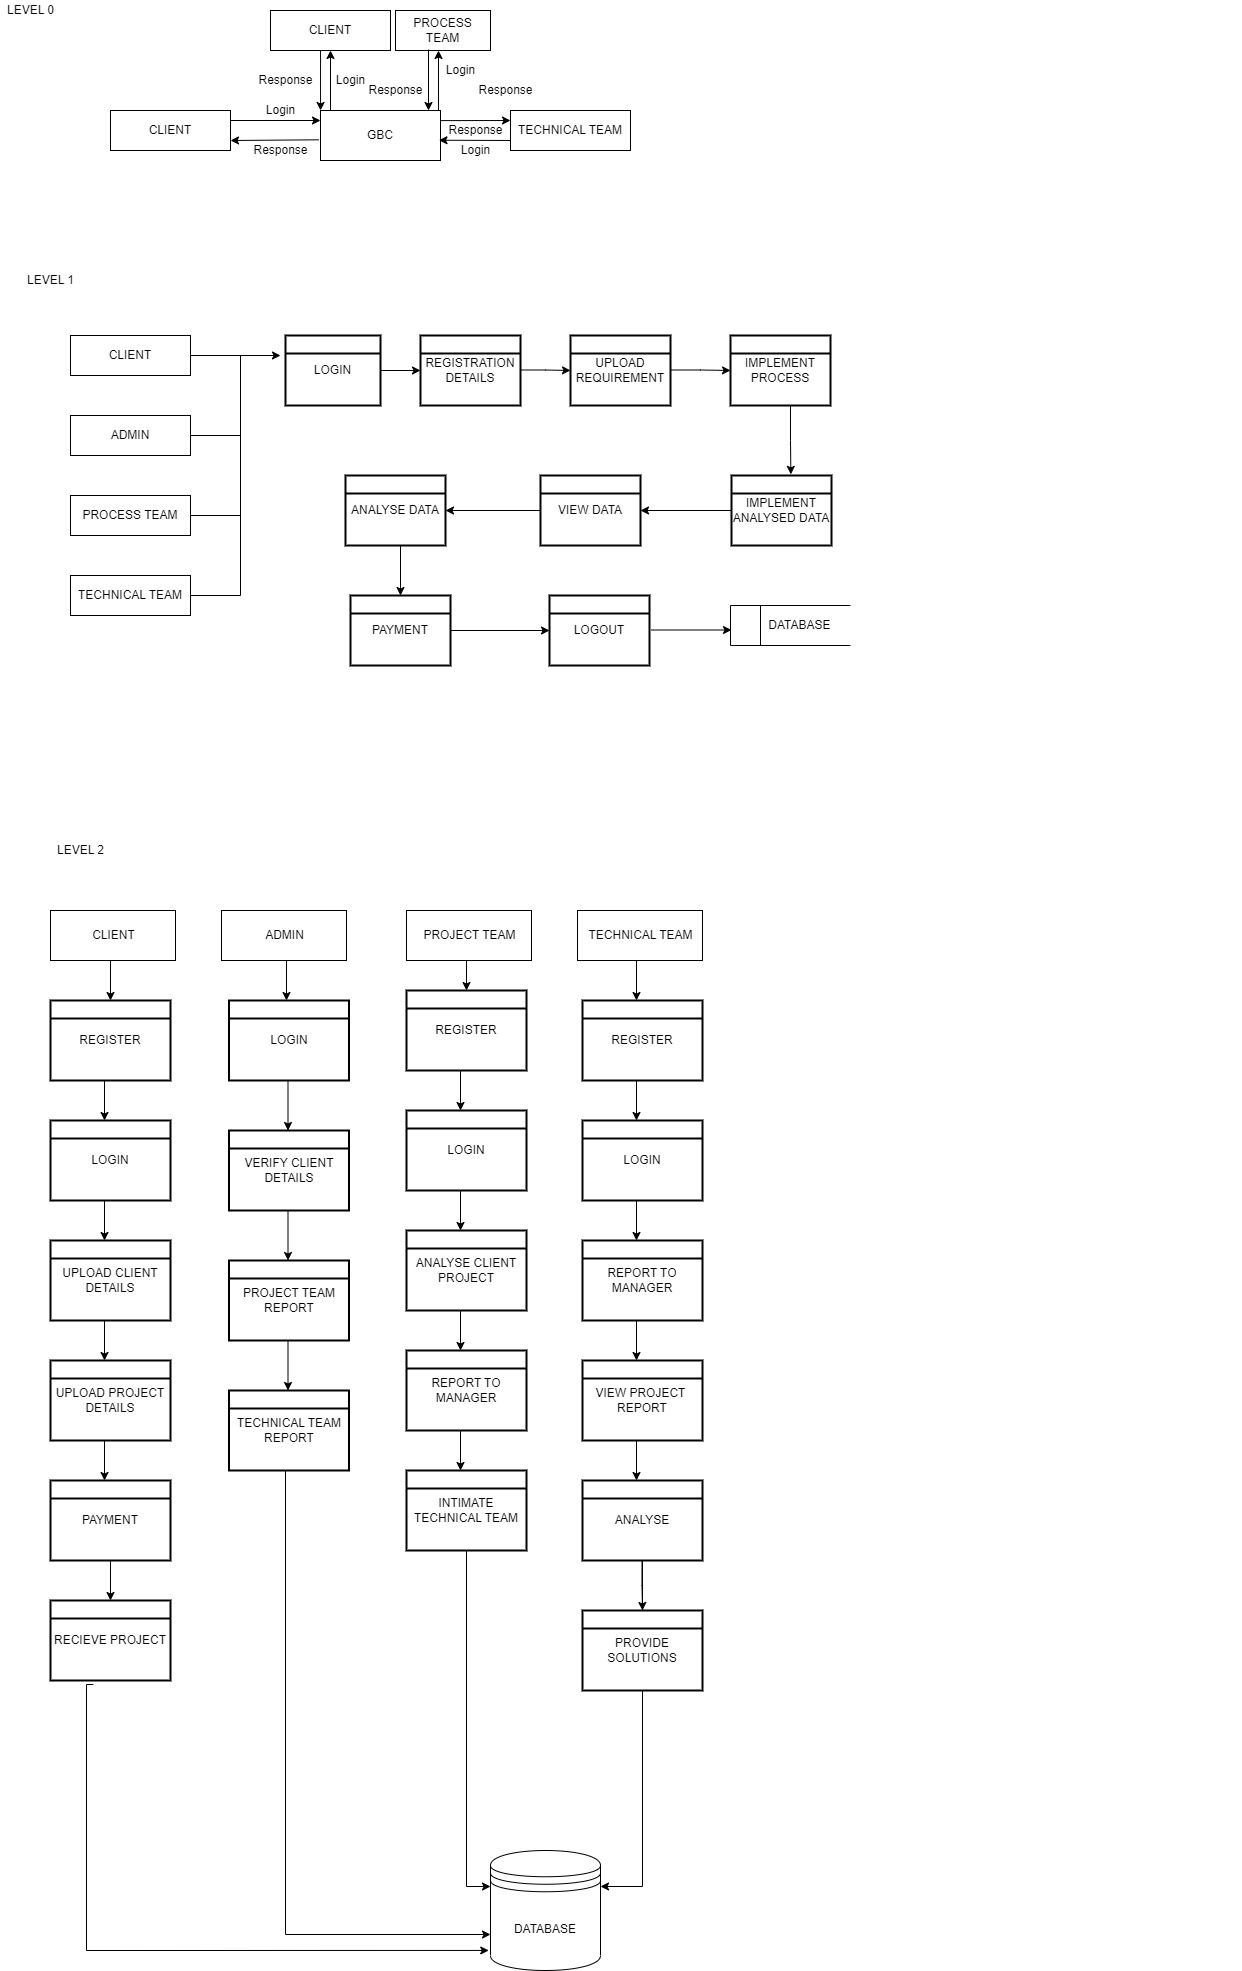 LEVEL 0
CLIENT
PROCESS
TEAM
Response
Login
Response
Login
Response
Login
CLIENT
GBC
Response
TECHNICAL TEAM
Response
Login
LEVEL 1
CLIENT
LOGIN
REGISTRATION
DETAILS
UPLOAD
REQUIREMENT
IMPLEMENT
PROCESS
ADMIN
PROCESS TEAM
ANALYSE DATA
VIEW DATA
IMPLEMENT
ANALYSED DATA
TECHNICAL TEAM
PAYMENT
LOGOUT
DATABASE
LEVEL 2
CLIENT
ADMIN
PROJECT TEAM
TECHNICAL TEAM
REGISTER
LOGIN
REGISTER
REGISTER
LOGIN
VERIFY CLIENT
DETAILS
LOGIN
LOGIN
UPLOAD CLIENT
DETAILS
PROJECT TEAM
REPORT
ANALYSE CLIENT
PROJECT
REPORT TO
MANAGER
UPLOAD PROJECT
DETAILS
TECHNICAL TEAM
REPORT
REPORT TO
MANAGER
VIEW PROJECT
REPORT
PAYMENT
INTIMATE
TECHNICAL TEAM
ANALYSE
RECIEVE PROJECT
PROVIDE
SOLUTIONS
DATABASE